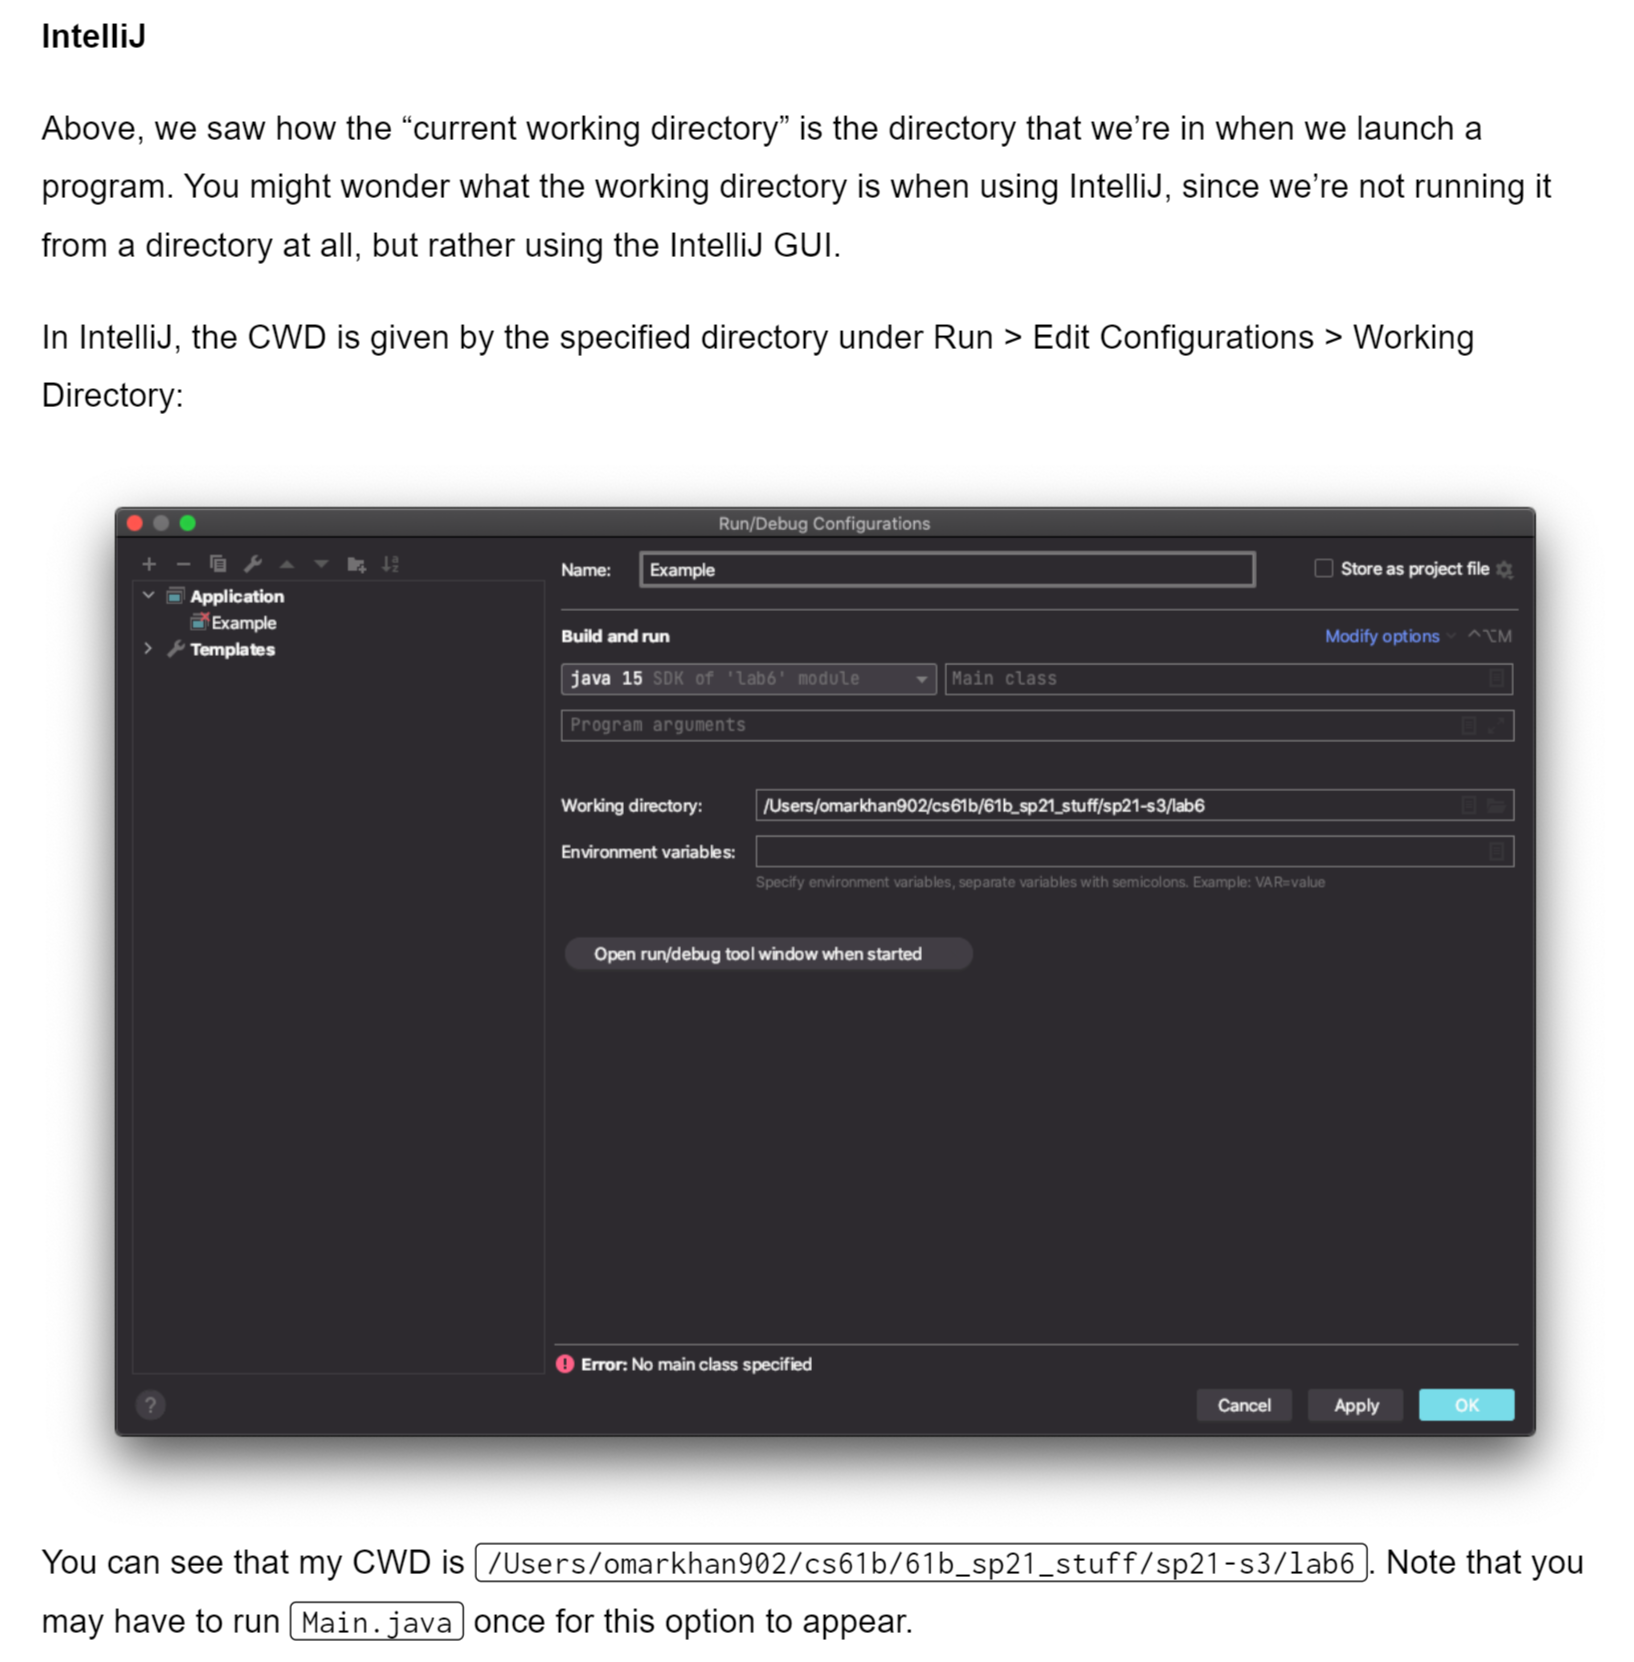 IntelliJ
Above, we saw how the “current working directory” is the directory that we’re in when we launch a
program. You might wonder what the working directory is when using IntelliJ, since we’re not running it
from a directory at all, but rather using the IntelliJ GUI.
In IntelliJ, the CWD is given by the specified directory under Run > Edit Configurations > Working
Directory:
Run/Debug Configurations
Name: Example Store as project file
Application
Example
Templates
Build and run Modify options ⌃⌥M
java 15 SDK of 'lab6' module Main class
Program arguments
Working directory: /Users/omarkhan902/cs61b/61b_sp21_stuff/sp21-s3/lab6
Environment variables:
Specify environment variables, separate variables with semicolons. Example: VAR=value
Open run/debug tool window when started
Error: No main class specified
? Cancel Apply OK
You can see that my CWD is /Users/omarkhan902/cs61b/61b_sp21_stuff/sp21-s3/lab6. Note that you
may have to run Main.java once for this option to appear.